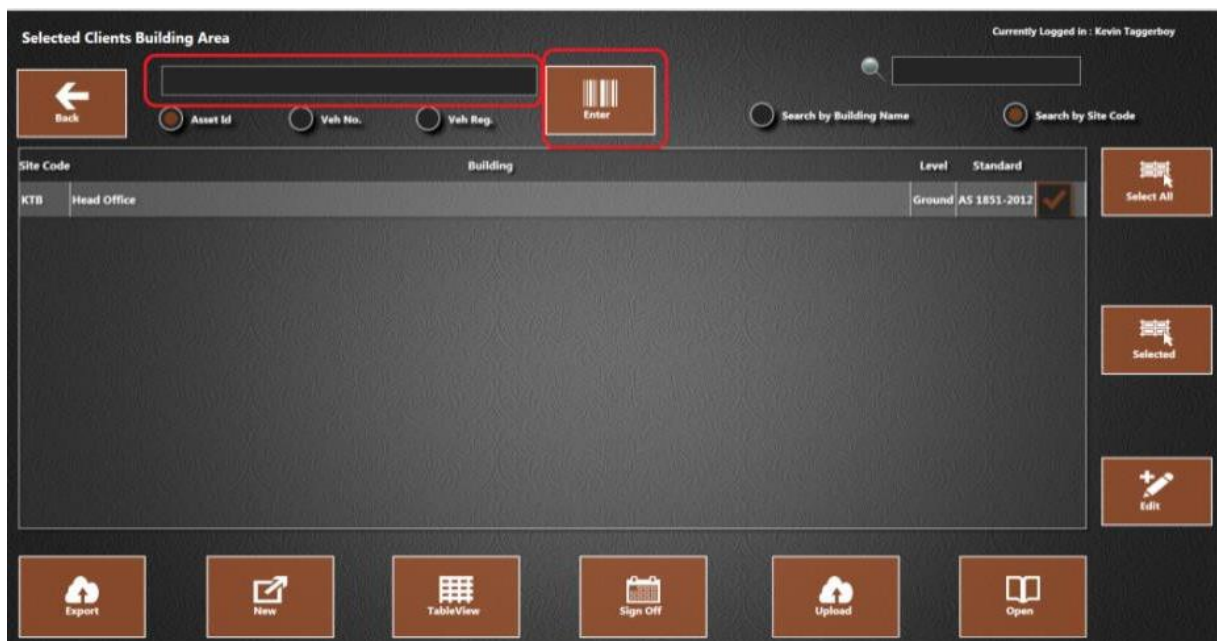 Selected Clients Building Area
Currently Logged in : Kevin Taggerboy
Back
Enter
Asset Id
Veh No.
Veh Reg.
Search by Building Name
Search by Site Code
Site Code Building Level Standard
KTB Head Office Ground AS 1851-2012
Select All
Selected
Edit
Export
New
TableView
Sign Off
Upload
Open